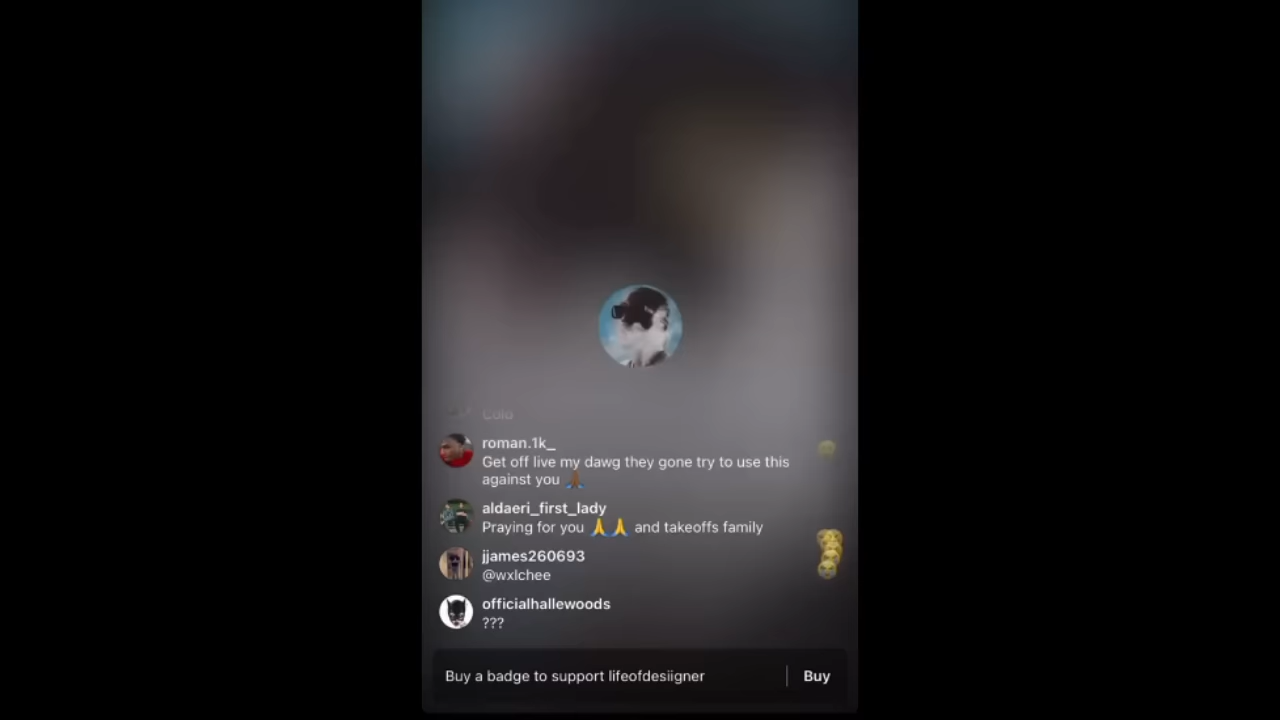 Cold
roman.1k_
Get off live my dawg they gone try to use this
against you 🙏🏾
aldaeri_first_lady
Praying for you 🙏🙏 and takeoffs family
jjames260693
@wxlchee
officialhallewoods
???
Buy a badge to support lifeofdesiigner
Buy